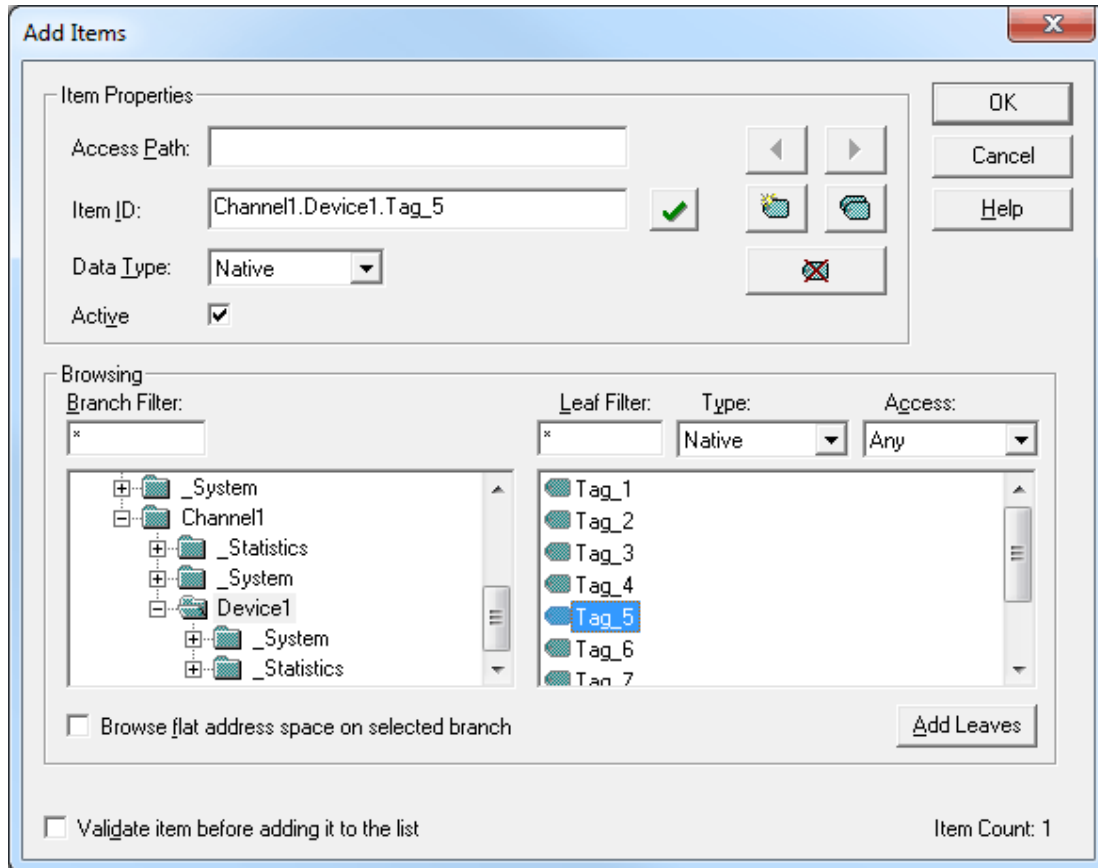 Add Items
Item Properties
OK
Access Path:
Cancel
Item ID: Channel1.Device1.Tag_5
Help
Data Type: Native
Active
Browsing
Branch Filter: Leaf Filter: Type: Access:
* * Native Any
_System
Channel1
_Statistics
_System
Device1
_System
_Statistics
Tag_1
Tag_2
Tag_3
Tag_4
Tag_5
Tag_6
Tag_7
Browse flat address space on selected branch
Add Leaves
Validate item before adding it to the list
Item Count: 1